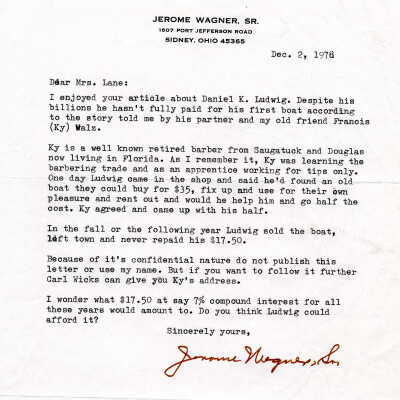 JEROME WAGNER, SR.
1607 PORT JEFFERSON ROAD
SIDNEY, OHIO 45365
Dec. 2, 1978
Dear Mrs. Lane:
I enjoyed your article about Daniel K. Ludwig. Despite his
billions he hasn't fully paid for his first boat according
to the story told me by his partner and my old friend Francis
(Ky) Walz.
Ky is a well known retired barber from Saugatuck and Douglas
now living in Florida. As I remember it, Ky was learning the
barbering trade and as an apprentice working for tips only.
One day Ludwig came in the shop and said he'd found an old
boat they could buy for $35, fix up and use for their own
pleasure and rent out and would he help him and go half the
cost. Ky agreed and came up with his half.
In the fall or the following year Ludwig sold the boat,
left town and never repaid his $17.50.
Because of it's confidential nature do not publish this
letter or use my name. But if you want to follow it further
Carl Wicks can give you Ky's address.
I wonder what $17.50 at say 7% compound interest for all
these years would amount to. Do you think Ludwig could
afford it?
Sincerely yours,
Jerome Wagner, Sr.